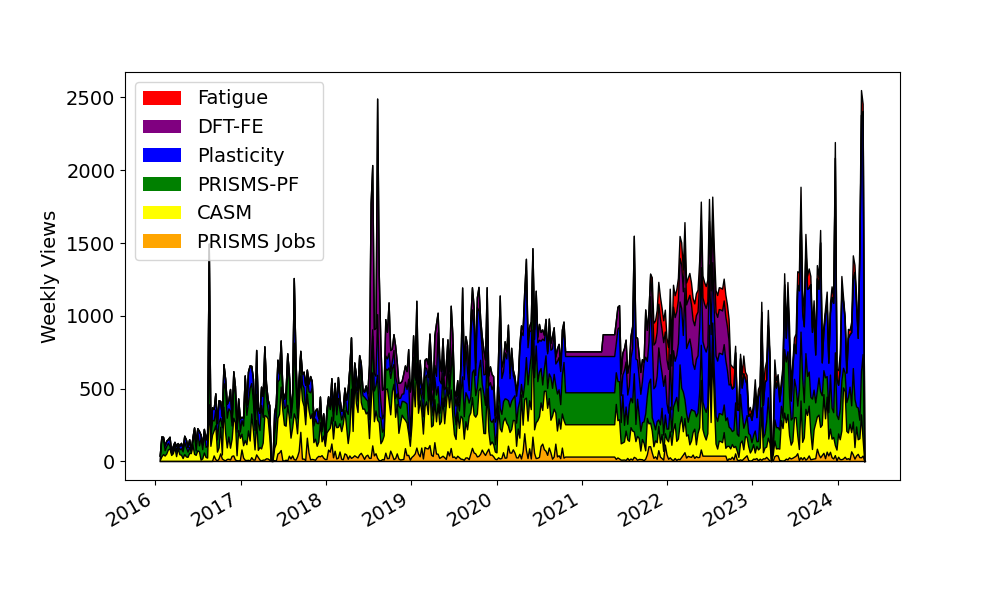 Weekly Views
2500
2000
1500
1000
500
0
Fatigue
DFT-FE
Plasticity
PRISMS-PF
CASM
PRISMS Jobs
2016
2017
2018
2019
2020
2021
2022
2023
2024